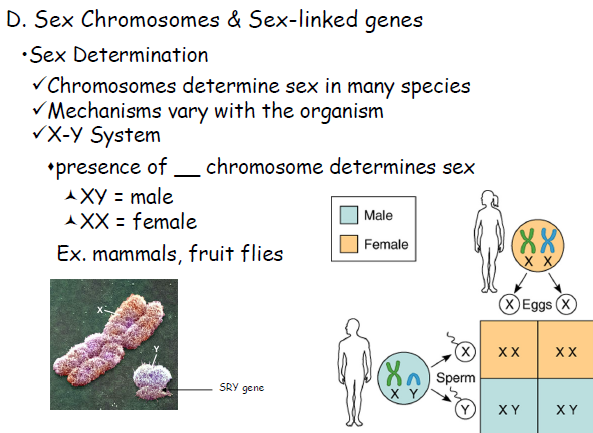 D. Sex Chromosomes & Sex-linked genes
•Sex Determination
✓Chromosomes determine sex in many species
✓Mechanisms vary with the organism
✓X-Y System
♦presence of __ chromosome determines sex
XY = male
XX = female
Ex. mammals, fruit flies
Male
Female
X X
X Eggs X
X
Y
SRY gene
X Y
X
Sperm
Y
X X X X
X Y X Y